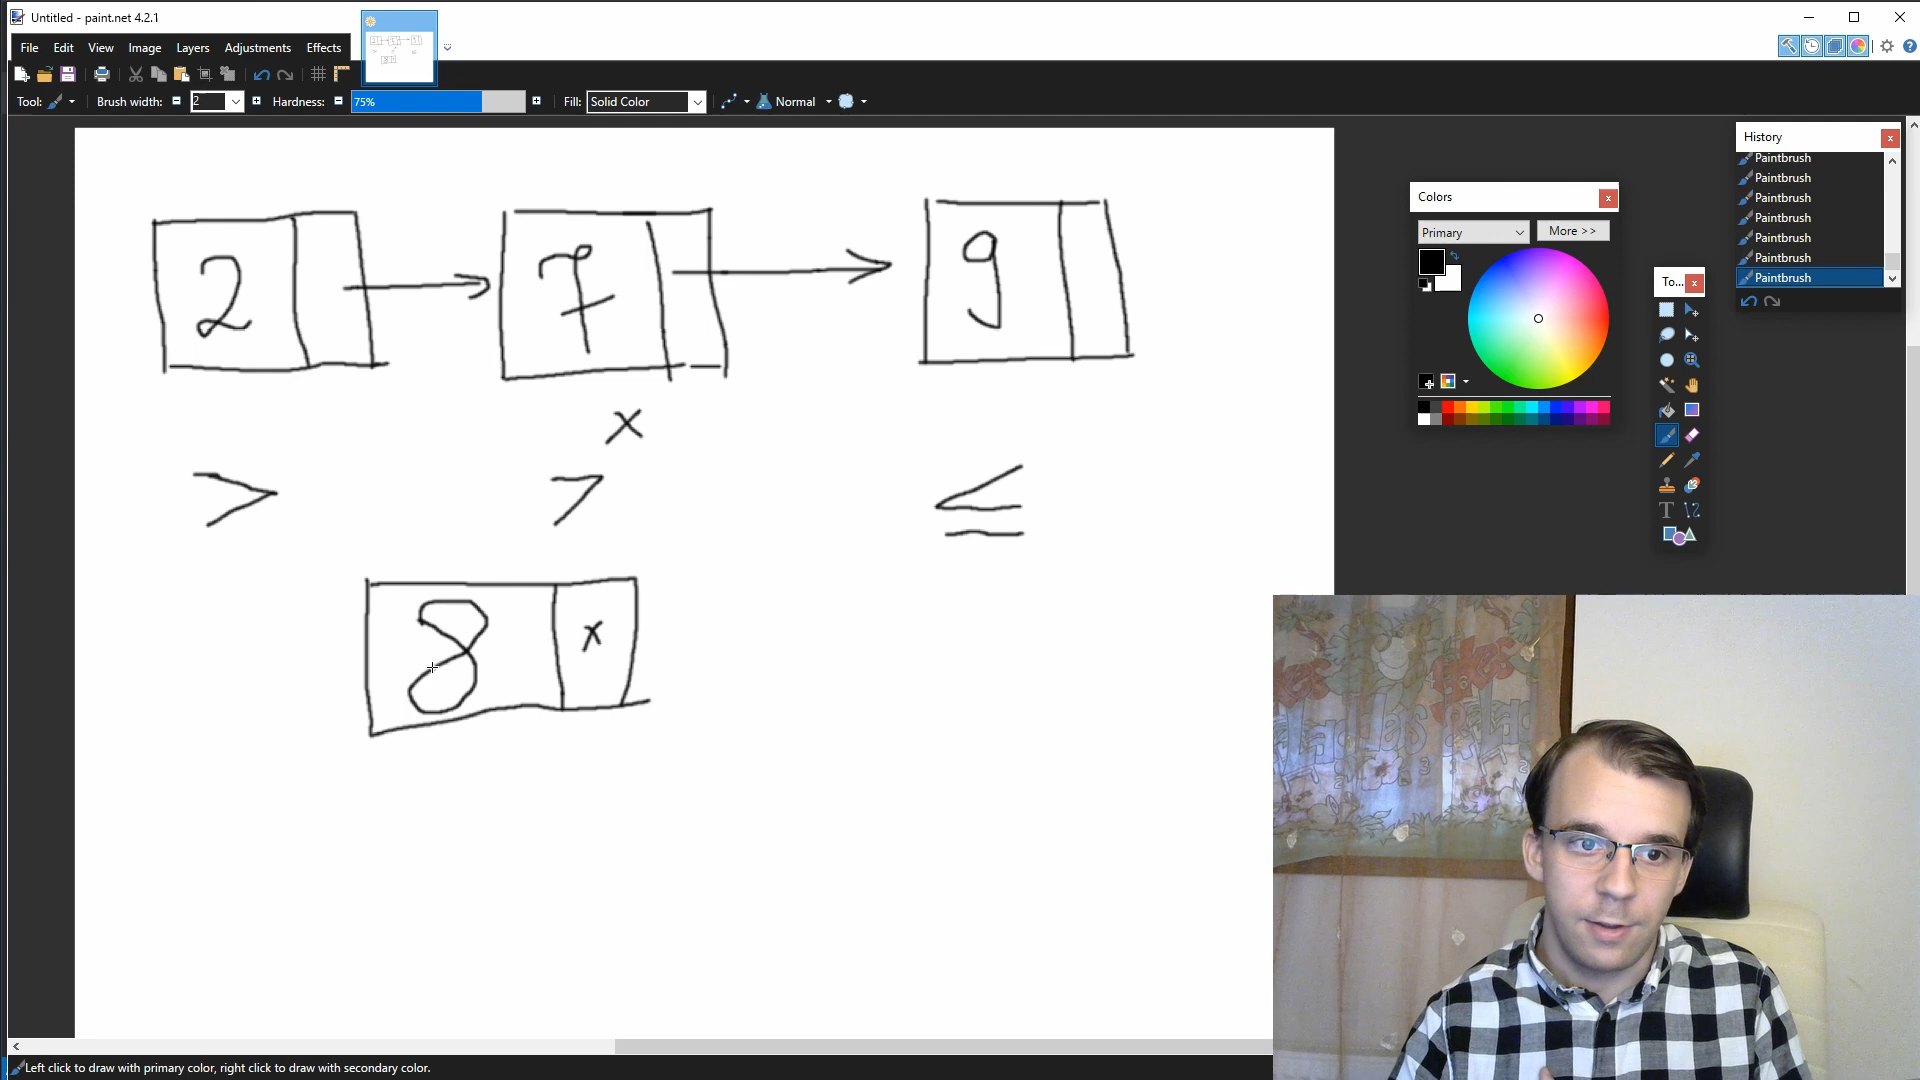 Untitled - paint.net 4.2.1
File Edit View Image Layers Adjustments Effects
Tool: Brush width: 2 Hardness: 75% Fill: Solid Color Normal
History
Paintbrush
Paintbrush
Paintbrush
Paintbrush
Paintbrush
Paintbrush
Paintbrush
Colors
Primary More >>
To...
2 7 9
x
> > ≤
8 x
Left click to draw with primary color, right click to draw with secondary color.